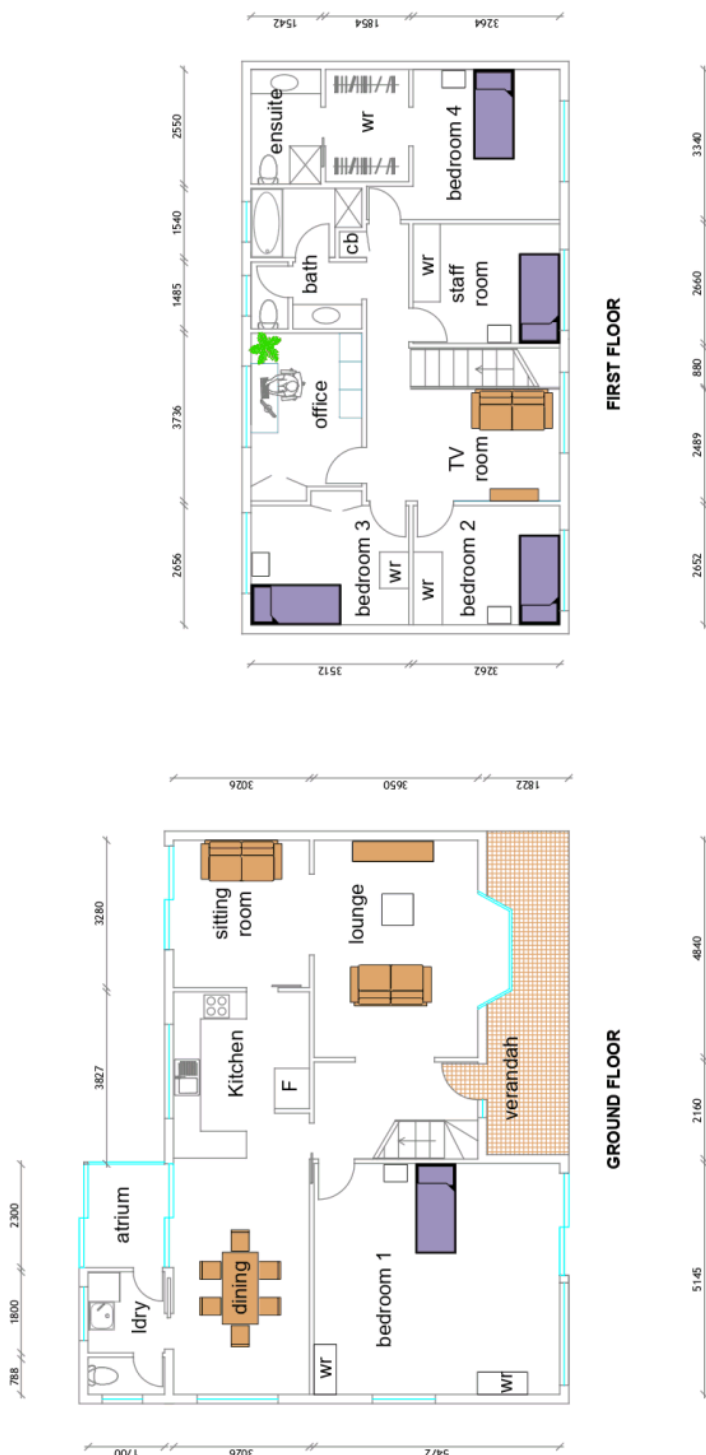 1542
1854
3264
2550
1540
1485
3736
2656
ensuite
wr
bedroom 4
bath
cb
wr
staff
room
office
TV
room
bedroom 3
wr
wr
bedroom 2
3340
2660
880
2489
2652
3512
3262
FIRST FLOOR
3026
3650
1822
3280
3827
2300
1800
788
sitting
room
lounge
Kitchen
F
verandah
atrium
ldry
dining
bedroom 1
wr
wr
4840
2160
5145
1700
3026
5472
GROUND FLOOR